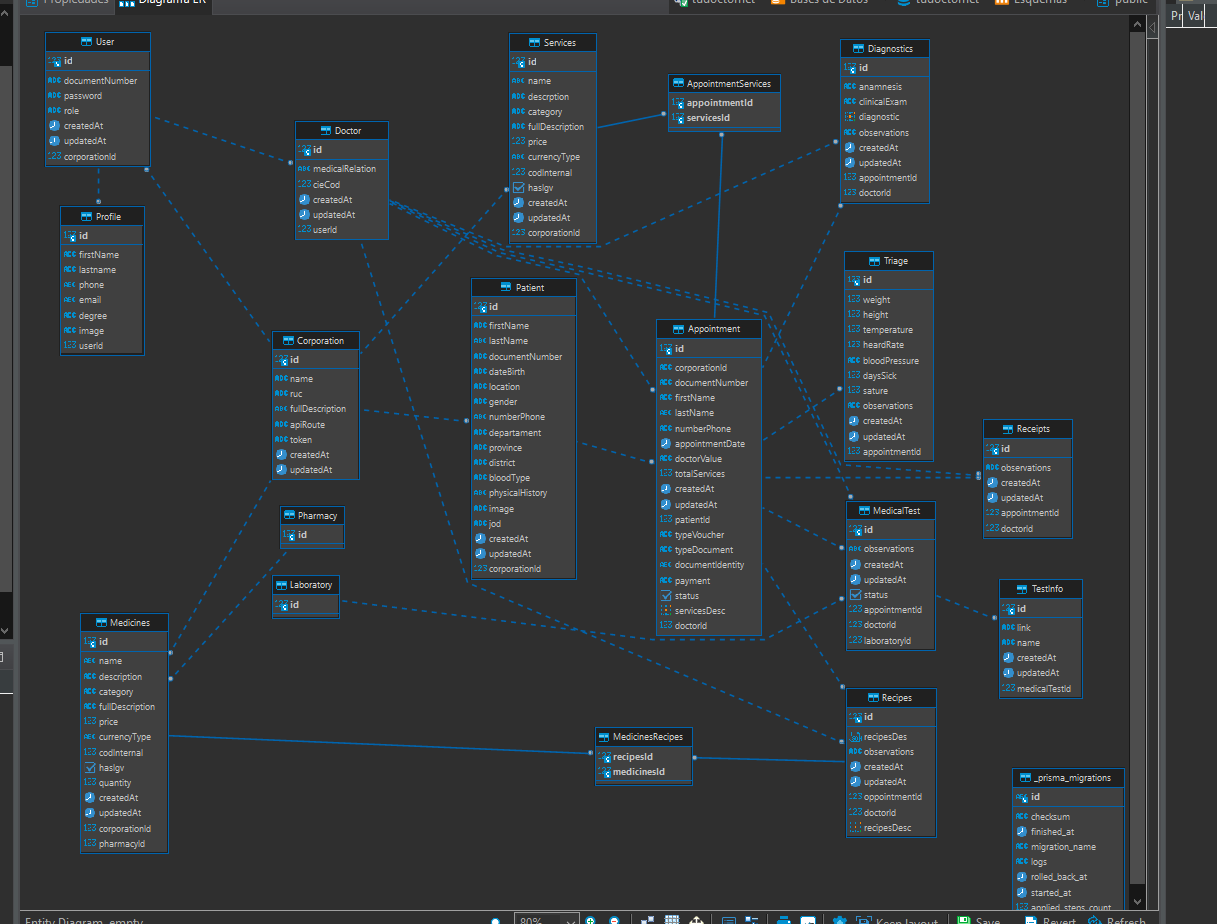 Propiedades
Diagrama ER
tudoctornet
Bases de Datos
tudoctornet
Esquemas
public
Pr
Val
User
id
documentNumber
password
role
createdAt
updatedAt
corporationId
Profile
id
firstName
lastname
phone
email
degree
image
userId
Doctor
id
medicalRelation
cieCod
createdAt
updatedAt
userId
Services
id
name
descrption
category
fullDescription
price
currencyType
codInternal
hasIgv
createdAt
updatedAt
corporationId
AppointmentServices
appointmentId
servicesId
Diagnostics
id
anamnesis
clinicalExam
diagnostic
observations
createdAt
updatedAt
appointmentId
doctorId
Corporation
id
name
ruc
fullDescription
apiRoute
token
createdAt
updatedAt
Patient
id
firstName
lastName
documentNumber
dateBirth
location
gender
numberPhone
departament
province
district
bloodType
physicalHistory
image
jod
createdAt
updatedAt
corporationId
Appointment
id
corporationId
documentNumber
firstName
lastName
numberPhone
appointmentDate
doctorValue
totalServices
createdAt
updatedAt
patientId
typeVoucher
typeDocument
documentIdentity
payment
status
servicesDesc
doctorId
Triage
id
weight
height
temperature
heardRate
bloodPressure
daysSick
sature
observations
createdAt
updatedAt
appointmentId
Receipts
id
observations
createdAt
updatedAt
appointmentId
doctorId
Pharmacy
id
Laboratory
id
MedicalTest
id
observations
createdAt
updatedAt
status
appointmentId
doctorId
laboratoryId
TestInfo
id
link
name
createdAt
updatedAt
medicalTestId
Medicines
id
name
description
category
fullDescription
price
currencyType
codInternal
hasIgv
quantity
createdAt
updatedAt
corporationId
pharmacyId
MedicinesRecipes
recipesId
medicinesId
Recipes
id
recipesDes
observations
createdAt
updatedAt
oppointmentId
doctorId
recipesDesc
_prisma_migrations
id
checksum
finished_at
migration_name
logs
rolled_back_at
started_at
applied_steps_count
Entity Diagram empty
80%
Keep layout
Save
Revert
Refresh